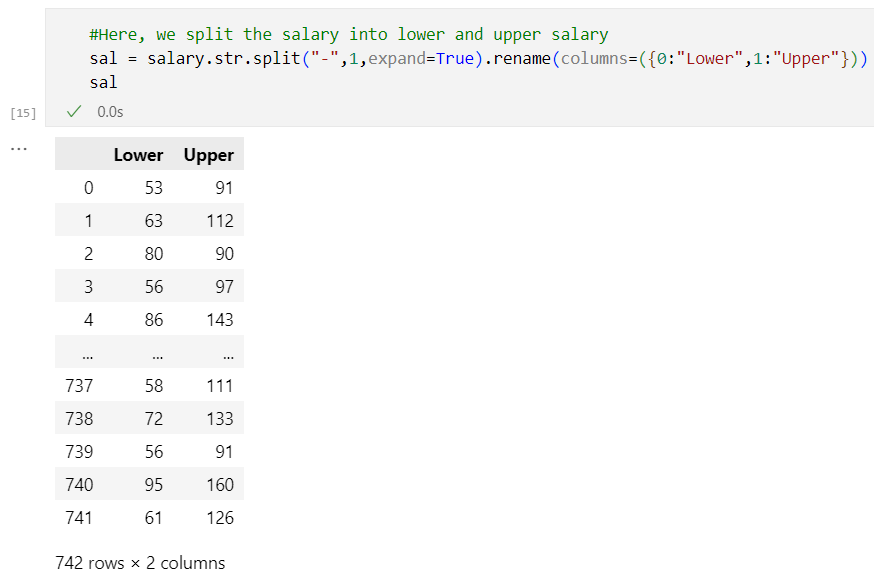 #Here, we split the salary into lower and upper salary
sal = salary.str.split("-",1,expand=True).rename(columns=({0:"Lower",1:"Upper"}))
sal
[15] ✓ 0.0s
...
Lower Upper
0 53 91
1 63 112
2 80 90
3 56 97
4 86 143
... ... ...
737 58 111
738 72 133
739 56 91
740 95 160
741 61 126
742 rows × 2 columns